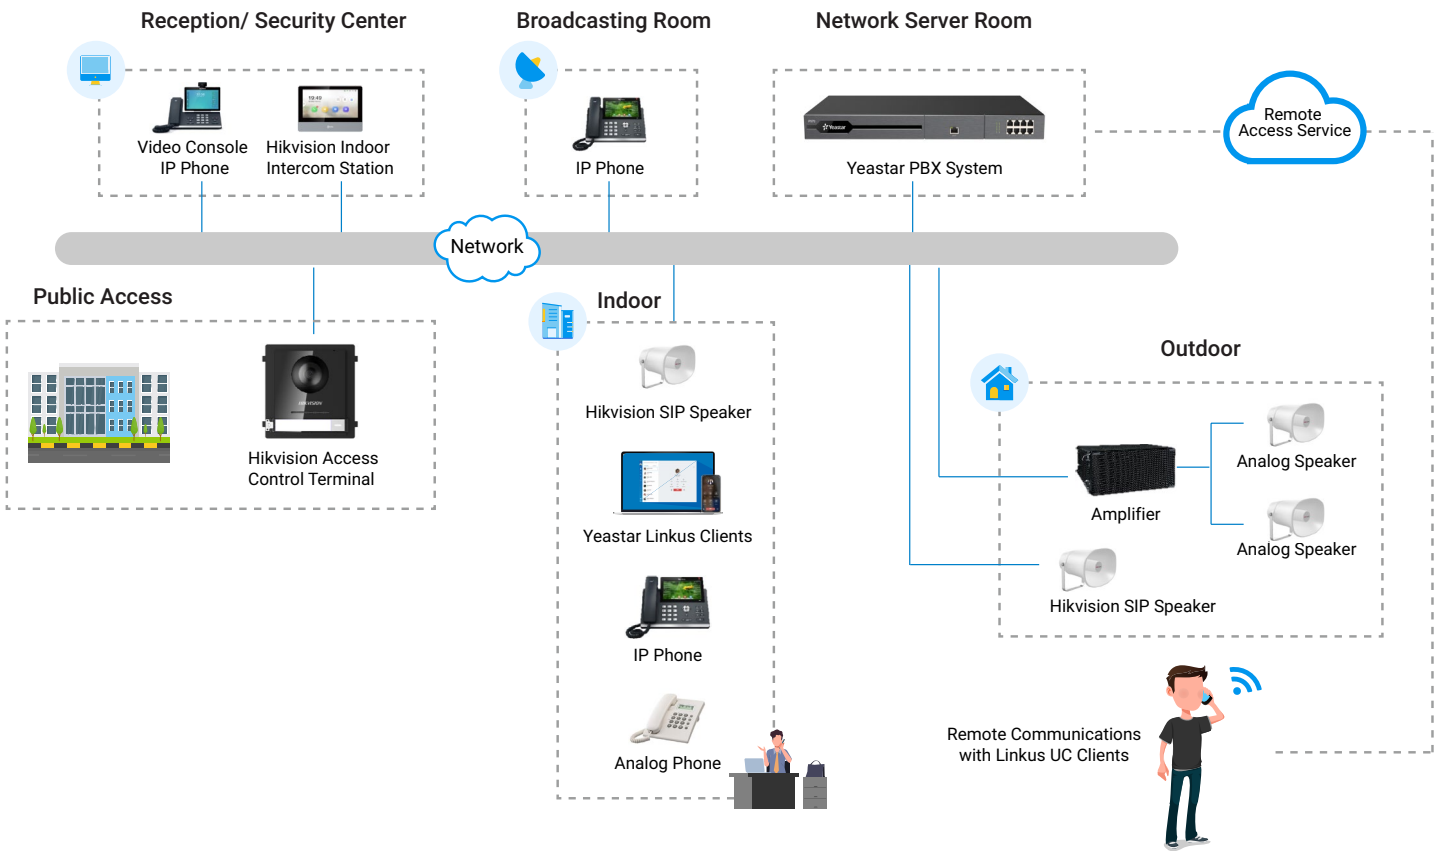 Reception/ Security Center
Broadcasting Room
Network Server Room
Video Console
IP Phone
Hikvision Indoor
Intercom Station
IP Phone
Yeastar
Yeastar PBX System
Remote
Access Service
Network
Public Access
Indoor
Outdoor
HIKVISION
Hikvision Access
Control Terminal
Hikvision SIP Speaker
Yeastar Linkus Clients
IP Phone
Analog Phone
Amplifier
Analog Speaker
Analog Speaker
Hikvision SIP Speaker
Remote Communications
with Linkus UC Clients